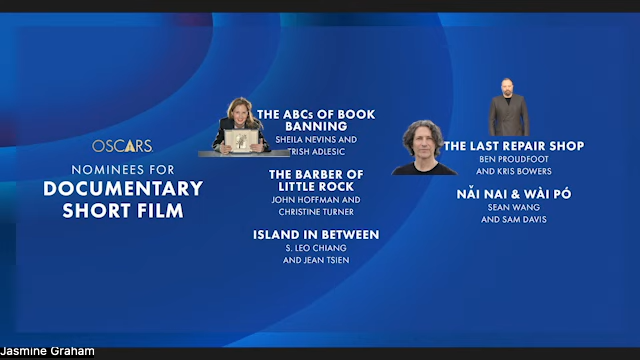 OSCARS
NOMINEES FOR
DOCUMENTARY
SHORT FILM
THE ABCs OF BOOK
BANNING
SHEILA NEVINS AND
TRISH ADLESIC
THE BARBER OF
LITTLE ROCK
JOHN HOFFMAN AND
CHRISTINE TURNER
ISLAND IN BETWEEN
S. LEO CHIANG
AND JEAN TSIEN
THE LAST REPAIR SHOP
BEN PROUDFOOT
AND KRIS BOWERS
NǍI NAI & WÀI PÓ
SEAN WANG
AND SAM DAVIS
Jasmine Graham